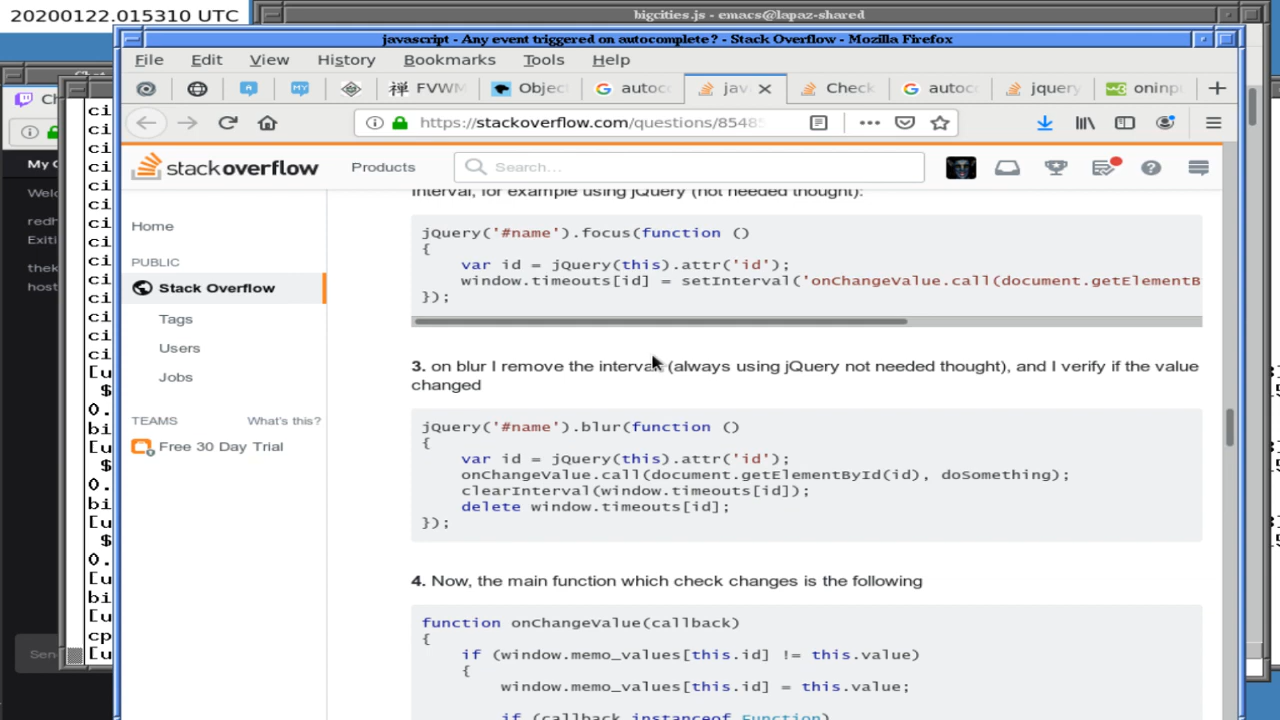 20200122.015310 UTC
bigcities.js - emacs@lapaz-shared
javascript - Any event triggered on autocomplete? - Stack Overflow - Mozilla Firefox
File Edit View History Bookmarks Tools Help
禅 FVWM Objec autoc jav Check autoc jquery oninp
https://stackoverflow.com/questions/8548
stackoverflow Products Search...
My C
Welc
redh
Exiti
thek
host
Sen
Home
PUBLIC
Stack Overflow
Tags
Users
Jobs
TEAMS What's this?
Free 30 Day Trial
interval, for example using jQuery (not needed thought):
jQuery('#name').focus(function ()
{
var id = jQuery(this).attr('id');
window.timeouts[id] = setInterval('onChangeValue.call(document.getElementB
});
3. on blur I remove the interval (always using jQuery not needed thought), and I verify if the value
changed
jQuery('#name').blur(function ()
{
var id = jQuery(this).attr('id');
onChangeValue.call(document.getElementById(id), doSomething);
clearInterval(window.timeouts[id]);
delete window.timeouts[id];
});
4. Now, the main function which check changes is the following
function onChangeValue(callback)
{
if (window.memo_values[this.id] != this.value)
{
window.memo_values[this.id] = this.value;
if (callback instanceof Function)